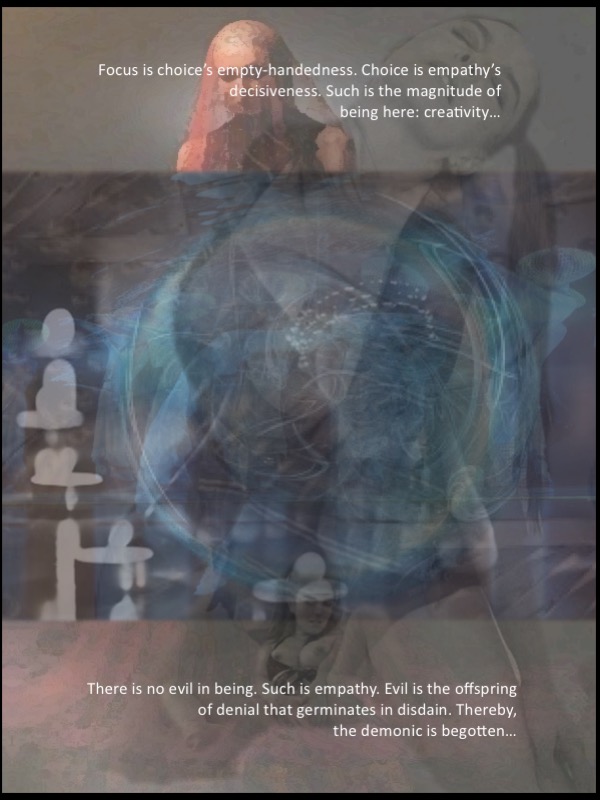 Focus is choice’s empty-handedness. Choice is empathy’s
decisiveness. Such is the magnitude of
being here: creativity…
There is no evil in being. Such is empathy. Evil is the offspring
of denial that germinates in disdain. Thereby,
the demonic is begotten…